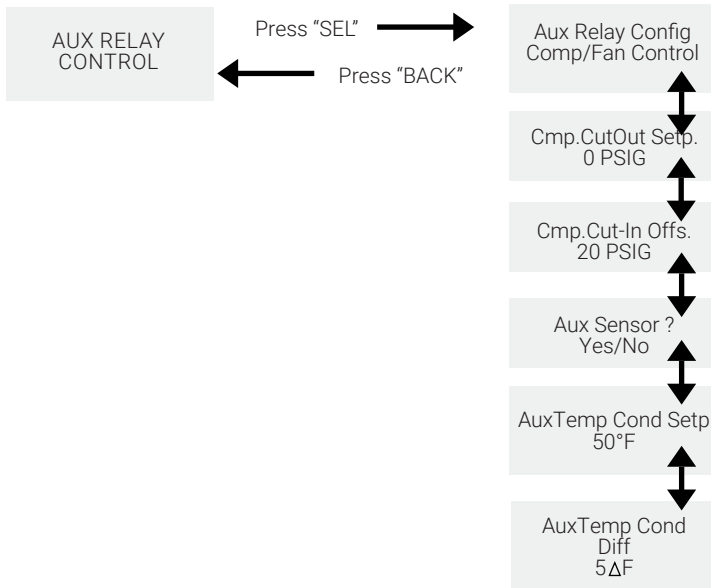 AUX RELAY
CONTROL
Press “SEL”
Press “BACK”
Aux Relay Config
Comp/Fan Control
Cmp.CutOut Setp.
0 PSIG
Cmp.Cut-In Offs.
20 PSIG
Aux Sensor ?
Yes/No
AuxTemp Cond Setp
50°F
AuxTemp Cond
Diff
5∆F